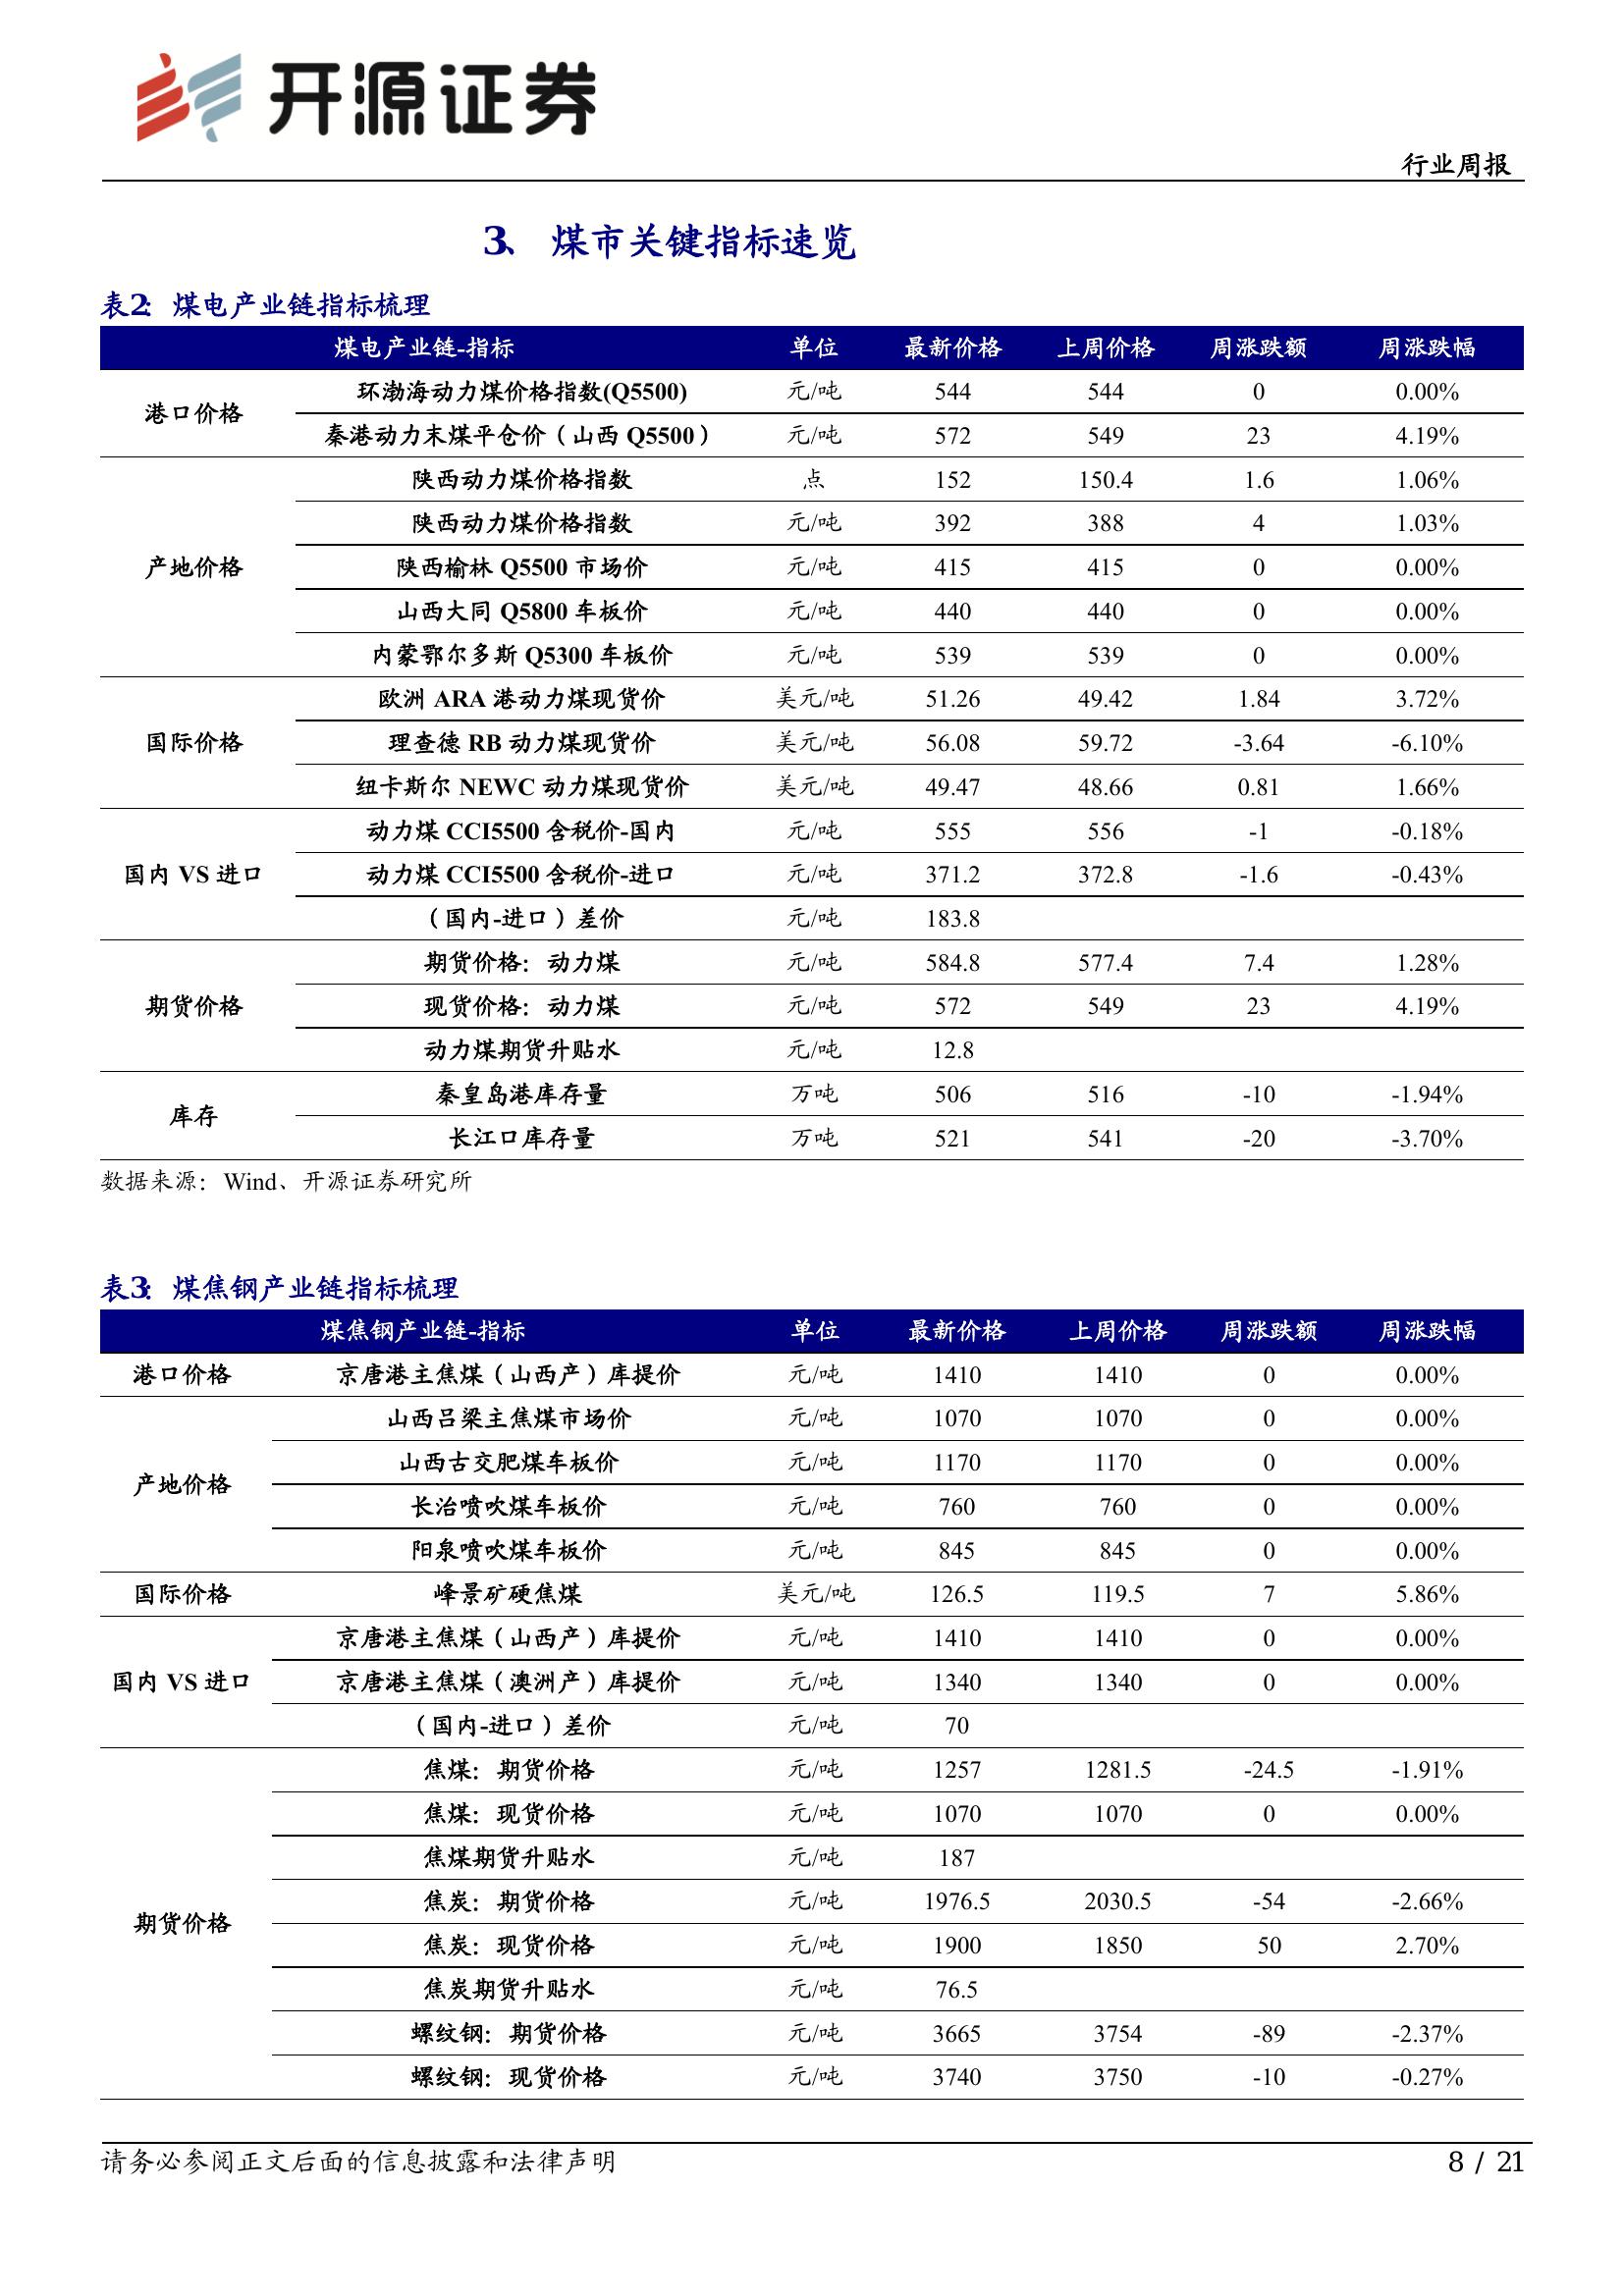 开源证券
行业周报
3、 煤市关键指标速览
表2： 煤电产业链指标梳理
煤电产业链-指标 单位 最新价格 上周价格 周涨跌额 周涨跌幅
港口价格 环渤海动力煤价格指数(Q5500) 元/吨 544 544 0 0.00%
秦港动力末煤平仓价（山西 Q5500） 元/吨 572 549 23 4.19%
产地价格 陕西动力煤价格指数 点 152 150.4 1.6 1.06%
陕西动力煤价格指数 元/吨 392 388 4 1.03%
陕西榆林 Q5500 市场价 元/吨 415 415 0 0.00%
山西大同 Q5800 车板价 元/吨 440 440 0 0.00%
内蒙鄂尔多斯 Q5300 车板价 元/吨 539 539 0 0.00%
国际价格 欧洲 ARA 港动力煤现货价 美元/吨 51.26 49.42 1.84 3.72%
理查德 RB 动力煤现货价 美元/吨 56.08 59.72 -3.64 -6.10%
纽卡斯尔 NEWC 动力煤现货价 美元/吨 49.47 48.66 0.81 1.66%
国内 VS 进口 动力煤 CCI5500 含税价-国内 元/吨 555 556 -1 -0.18%
动力煤 CCI5500 含税价-进口 元/吨 371.2 372.8 -1.6 -0.43%
（国内-进口）差价 元/吨 183.8
期货价格 期货价格：动力煤 元/吨 584.8 577.4 7.4 1.28%
现货价格：动力煤 元/吨 572 549 23 4.19%
动力煤期货升贴水 元/吨 12.8
库存 秦皇岛港库存量 万吨 506 516 -10 -1.94%
长江口库存量 万吨 521 541 -20 -3.70%
数据来源：Wind、开源证券研究所
表3： 煤焦钢产业链指标梳理
煤焦钢产业链-指标 单位 最新价格 上周价格 周涨跌额 周涨跌幅
港口价格 京唐港主焦煤（山西产）库提价 元/吨 1410 1410 0 0.00%
产地价格 山西吕梁主焦煤市场价 元/吨 1070 1070 0 0.00%
山西古交肥煤车板价 元/吨 1170 1170 0 0.00%
长治喷吹煤车板价 元/吨 760 760 0 0.00%
阳泉喷吹煤车板价 元/吨 845 845 0 0.00%
国际价格 峰景矿硬焦煤 美元/吨 126.5 119.5 7 5.86%
国内 VS 进口 京唐港主焦煤（山西产）库提价 元/吨 1410 1410 0 0.00%
京唐港主焦煤（澳洲产）库提价 元/吨 1340 1340 0 0.00%
（国内-进口）差价 元/吨 70
期货价格 焦煤：期货价格 元/吨 1257 1281.5 -24.5 -1.91%
焦煤：现货价格 元/吨 1070 1070 0 0.00%
焦煤期货升贴水 元/吨 187
焦炭：期货价格 元/吨 1976.5 2030.5 -54 -2.66%
焦炭：现货价格 元/吨 1900 1850 50 2.70%
焦炭期货升贴水 元/吨 76.5
螺纹钢：期货价格 元/吨 3665 3754 -89 -2.37%
螺纹钢：现货价格 元/吨 3740 3750 -10 -0.27%
请务必参阅正文后面的信息披露和法律声明 8 / 21